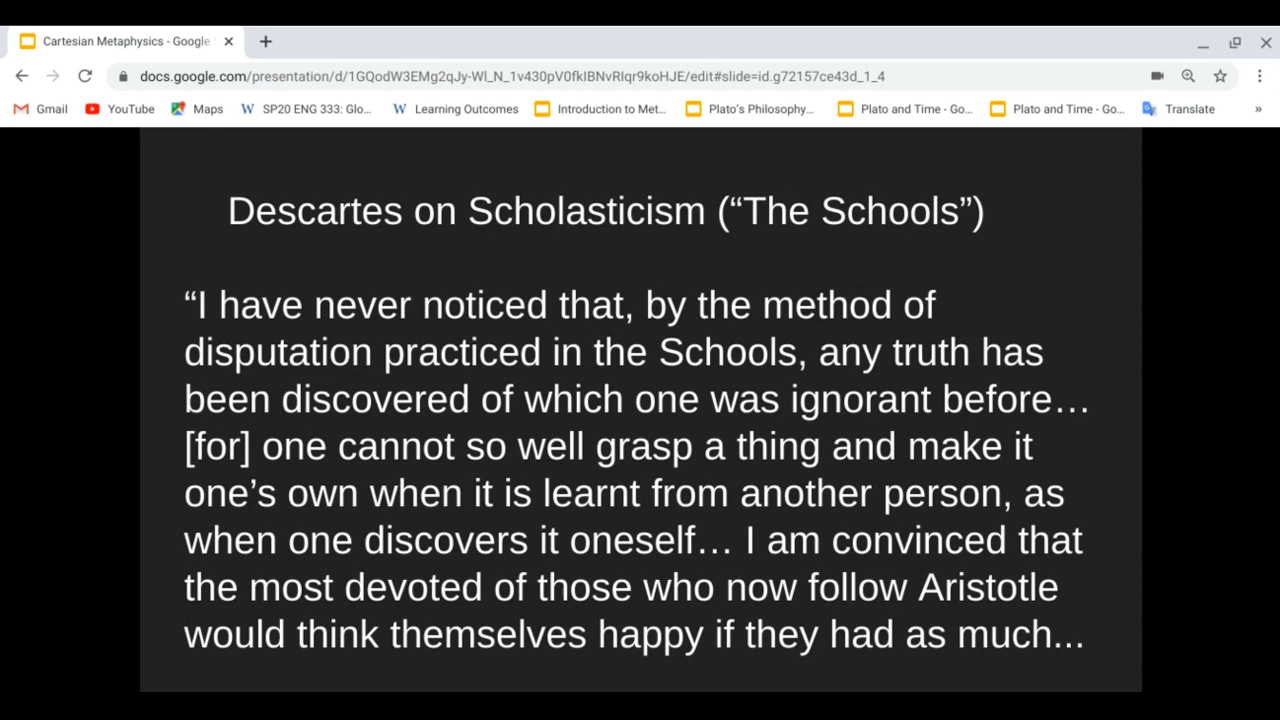 Cartesian Metaphysics - Google
docs.google.com/presentation/d/1GQodW3EMg2qJy-Wl_N_1v430pV0fkIBNvRIqr9koHJE/edit#slide=id.g72157ce43d_1_4
Gmail YouTube Maps SP20 ENG 333: Glo... Learning Outcomes Introduction to Met... Plato's Philosophy... Plato and Time - Go... Plato and Time - Go... Translate »
Descartes on Scholasticism (“The Schools”)
“I have never noticed that, by the method of
disputation practiced in the Schools, any truth has
been discovered of which one was ignorant before…
[for] one cannot so well grasp a thing and make it
one’s own when it is learnt from another person, as
when one discovers it oneself… I am convinced that
the most devoted of those who now follow Aristotle
would think themselves happy if they had as much...